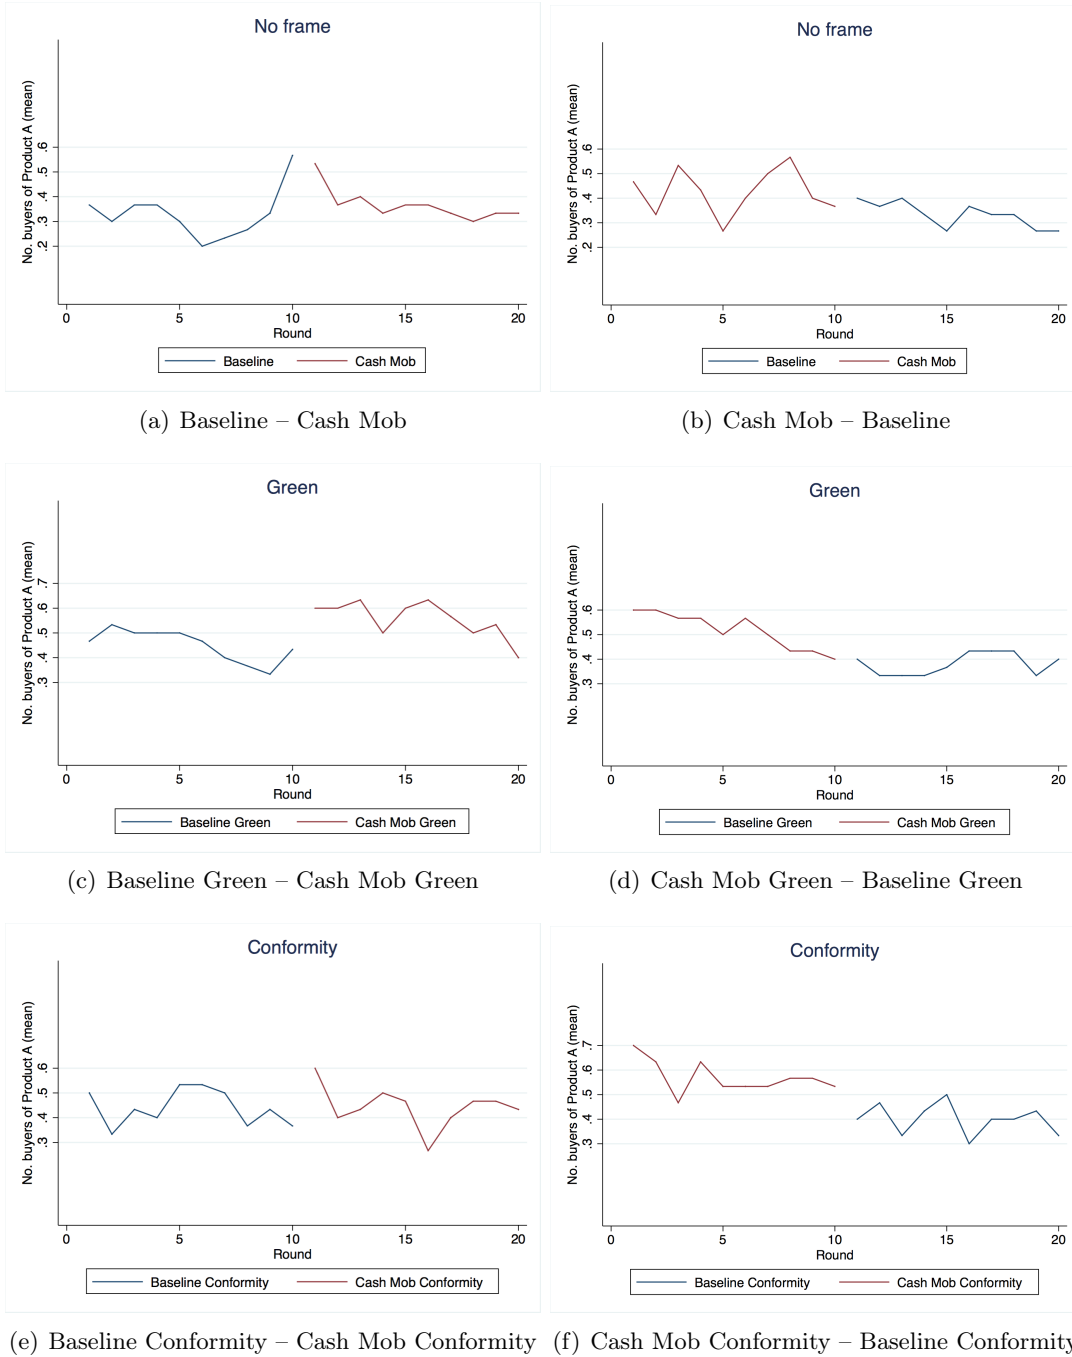 No frame
No. buyers of Product A (mean)
.6
.5
.4
.3
.2
0 5 10 15 20
Round
Baseline Cash Mob
(a) Baseline – Cash Mob
No frame
No. buyers of Product A (mean)
.6
.5
.4
.3
.2
0 5 10 15 20
Round
Baseline Cash Mob
(b) Cash Mob – Baseline
Green
No. buyers of Product A (mean)
.7
.6
.5
.4
.3
0 5 10 15 20
Round
Baseline Green Cash Mob Green
(c) Baseline Green – Cash Mob Green
Green
No. buyers of Product A (mean)
.6
.5
.4
.3
0 5 10 15 20
Round
Baseline Green Cash Mob Green
(d) Cash Mob Green – Baseline Green
Conformity
No. buyers of Product A (mean)
.6
.5
.4
.3
0 5 10 15 20
Round
Baseline Conformity Cash Mob Conformity
(e) Baseline Conformity – Cash Mob Conformity
Conformity
No. buyers of Product A (mean)
.7
.6
.5
.4
.3
0 5 10 15 20
Round
Baseline Conformity Cash Mob Conformity
(f) Cash Mob Conformity – Baseline Conformity